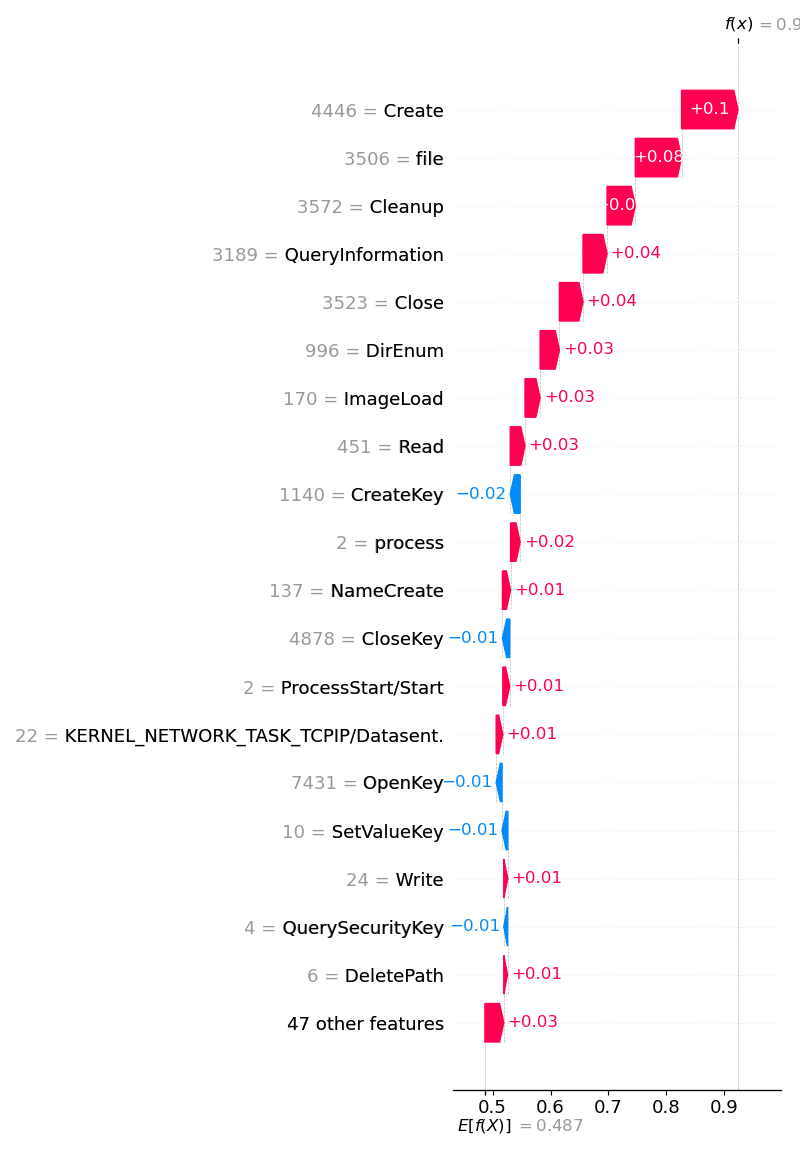 f(x) = 0.9
4446 = Create +0.1
3506 = file +0.08
3572 = Cleanup 0.0
3189 = QueryInformation +0.04
3523 = Close +0.04
996 = DirEnum +0.03
170 = ImageLoad +0.03
451 = Read +0.03
1140 = CreateKey −0.02
2 = process +0.02
137 = NameCreate +0.01
4878 = CloseKey −0.01
2 = ProcessStart/Start +0.01
22 = KERNEL_NETWORK_TASK_TCPIP/Datasent. +0.01
7431 = OpenKey −0.01
10 = SetValueKey −0.01
24 = Write +0.01
4 = QuerySecurityKey −0.01
6 = DeletePath +0.01
47 other features +0.03
0.5 0.6 0.7 0.8 0.9
E[f(X)] = 0.487